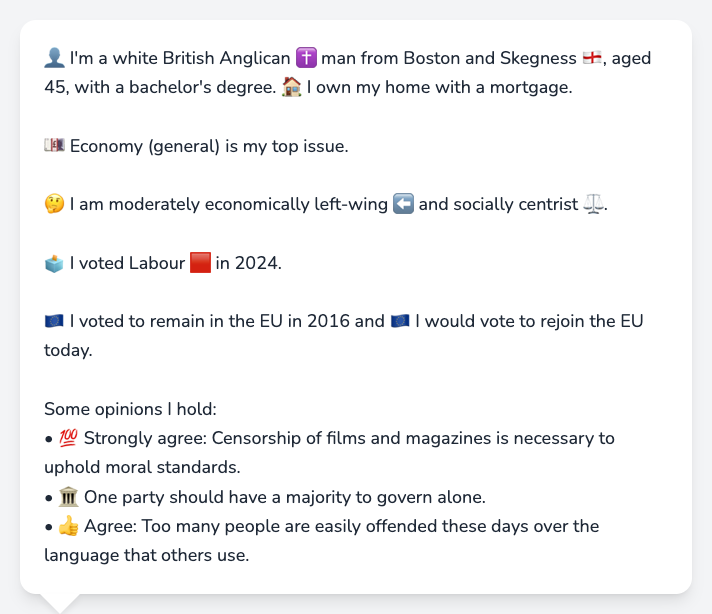 👤 I'm a white British Anglican ✝️ man from Boston and Skegness 🏴󠁧󠁢󠁥󠁮󠁧󠁿, aged
45, with a bachelor's degree. 🏠 I own my home with a mortgage.
💷 Economy (general) is my top issue.
🤔 I am moderately economically left-wing ⬅️ and socially centrist ⚖️.
🗳️ I voted Labour 🟥 in 2024.
🇪🇺 I voted to remain in the EU in 2016 and 🇪🇺 I would vote to rejoin the EU
today.
Some opinions I hold:
• 💯 Strongly agree: Censorship of films and magazines is necessary to
uphold moral standards.
• 🏛️ One party should have a majority to govern alone.
• 👍 Agree: Too many people are easily offended these days over the
language that others use.